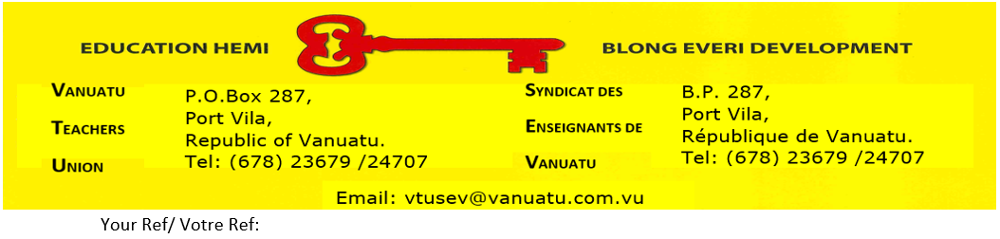 EDUCATION HEMI BLONG EVERI DEVELOPMENT
VANUATU
TEACHERS
UNION
P.O.Box 287,
Port Vila,
Republic of Vanuatu.
Tel: (678) 23679 /24707
SYNDICAT DES
ENSEIGNANTS DE
VANUATU
B.P. 287,
Port Vila,
République de Vanuatu.
Tel: (678) 23679 /24707
Email: vtusev@vanuatu.com.vu
Your Ref/ Votre Ref: